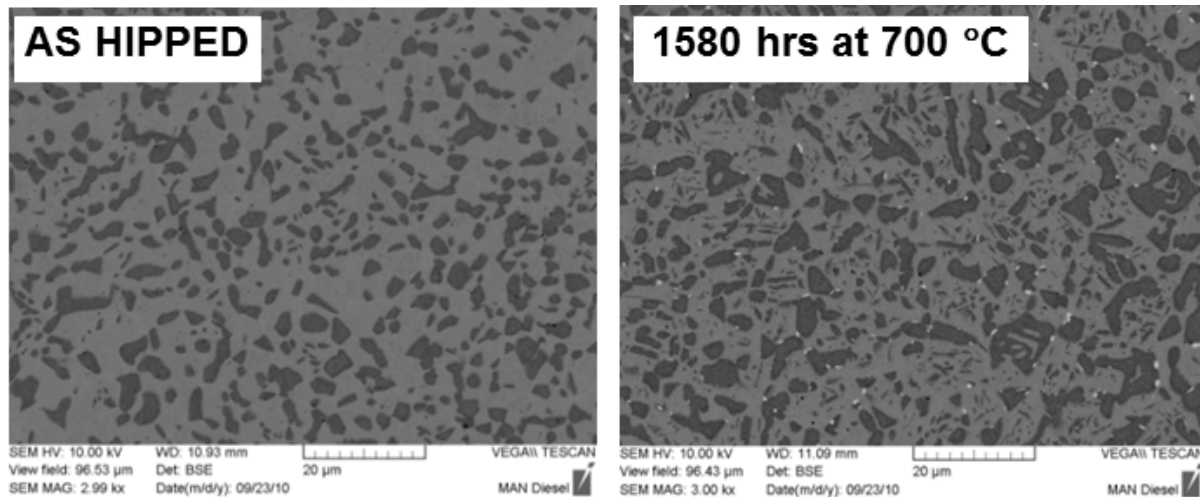 AS HIPPED
SEM HV: 10.00 kV WD: 10.93 mm VEGA\\ TESCAN
View field: 96.53 µm Det: BSE 20 µm
SEM MAG: 2.99 kx Date(m/d/y): 09/23/10 MAN Diesel
1580 hrs at 700 °C
SEM HV: 10.00 kV WD: 11.09 mm VEGA\\ TESCAN
View field: 96.43 µm Det: BSE 20 µm
SEM MAG: 3.00 kx Date(m/d/y): 09/23/10 MAN Diesel